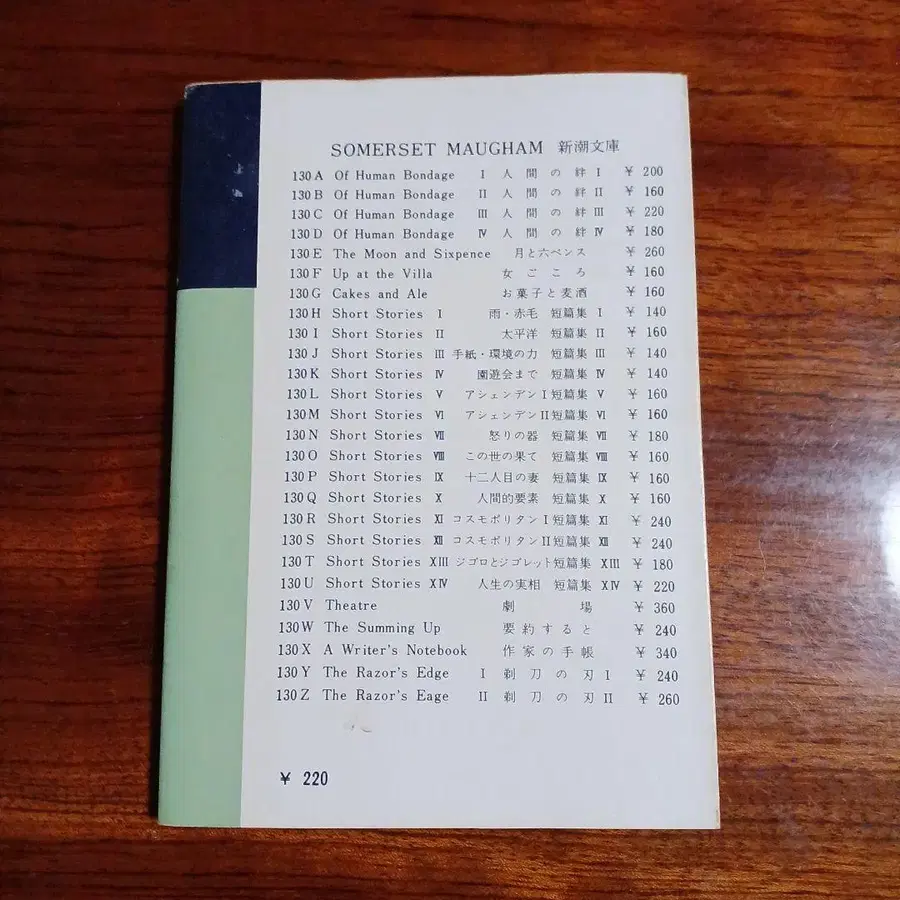 SOMERSET MAUGHAM 新潮文庫
130 A Of Human Bondage I 人間の絆 I ¥ 200
130 B Of Human Bondage II 人間の絆 II ¥ 160
130 C Of Human Bondage III 人間の絆 III ¥ 220
130 D Of Human Bondage IV 人間の絆 IV ¥ 180
130 E The Moon and Sixpence 月と六ペンス ¥ 260
130 F Up at the Villa 女ごころ ¥ 160
130 G Cakes and Ale お菓子と麦酒 ¥ 160
130 H Short Stories I 雨・赤毛 短篇集 I ¥ 140
130 I Short Stories II 太平洋 短篇集 II ¥ 160
130 J Short Stories III 手紙・環境の力 短篇集 III ¥ 140
130 K Short Stories IV 園遊会まで 短篇集 IV ¥ 140
130 L Short Stories V アシェンデン I 短篇集 V ¥ 160
130 M Short Stories VI アシェンデン II 短篇集 VI ¥ 160
130 N Short Stories VII 怒りの器 短篇集 VII ¥ 180
130 O Short Stories VIII この世の果て 短篇集 VIII ¥ 160
130 P Short Stories IX 十二人目の妻 短篇集 IX ¥ 160
130 Q Short Stories X 人間的要素 短篇集 X ¥ 160
130 R Short Stories XI コスモポリタン I 短篇集 XI ¥ 240
130 S Short Stories XII コスモポリタン II 短篇集 XII ¥ 240
130 T Short Stories XIII ジゴロとジゴレット 短篇集 XIII ¥ 180
130 U Short Stories XIV 人生の実相 短篇集 XIV ¥ 220
130 V Theatre 劇場 ¥ 360
130 W The Summing Up 要約すると ¥ 240
130 X A Writer's Notebook 作家の手帳 ¥ 340
130 Y The Razor's Edge I 剃刀の刃 I ¥ 240
130 Z The Razor's Eage II 剃刀の刃 II ¥ 260
¥ 220